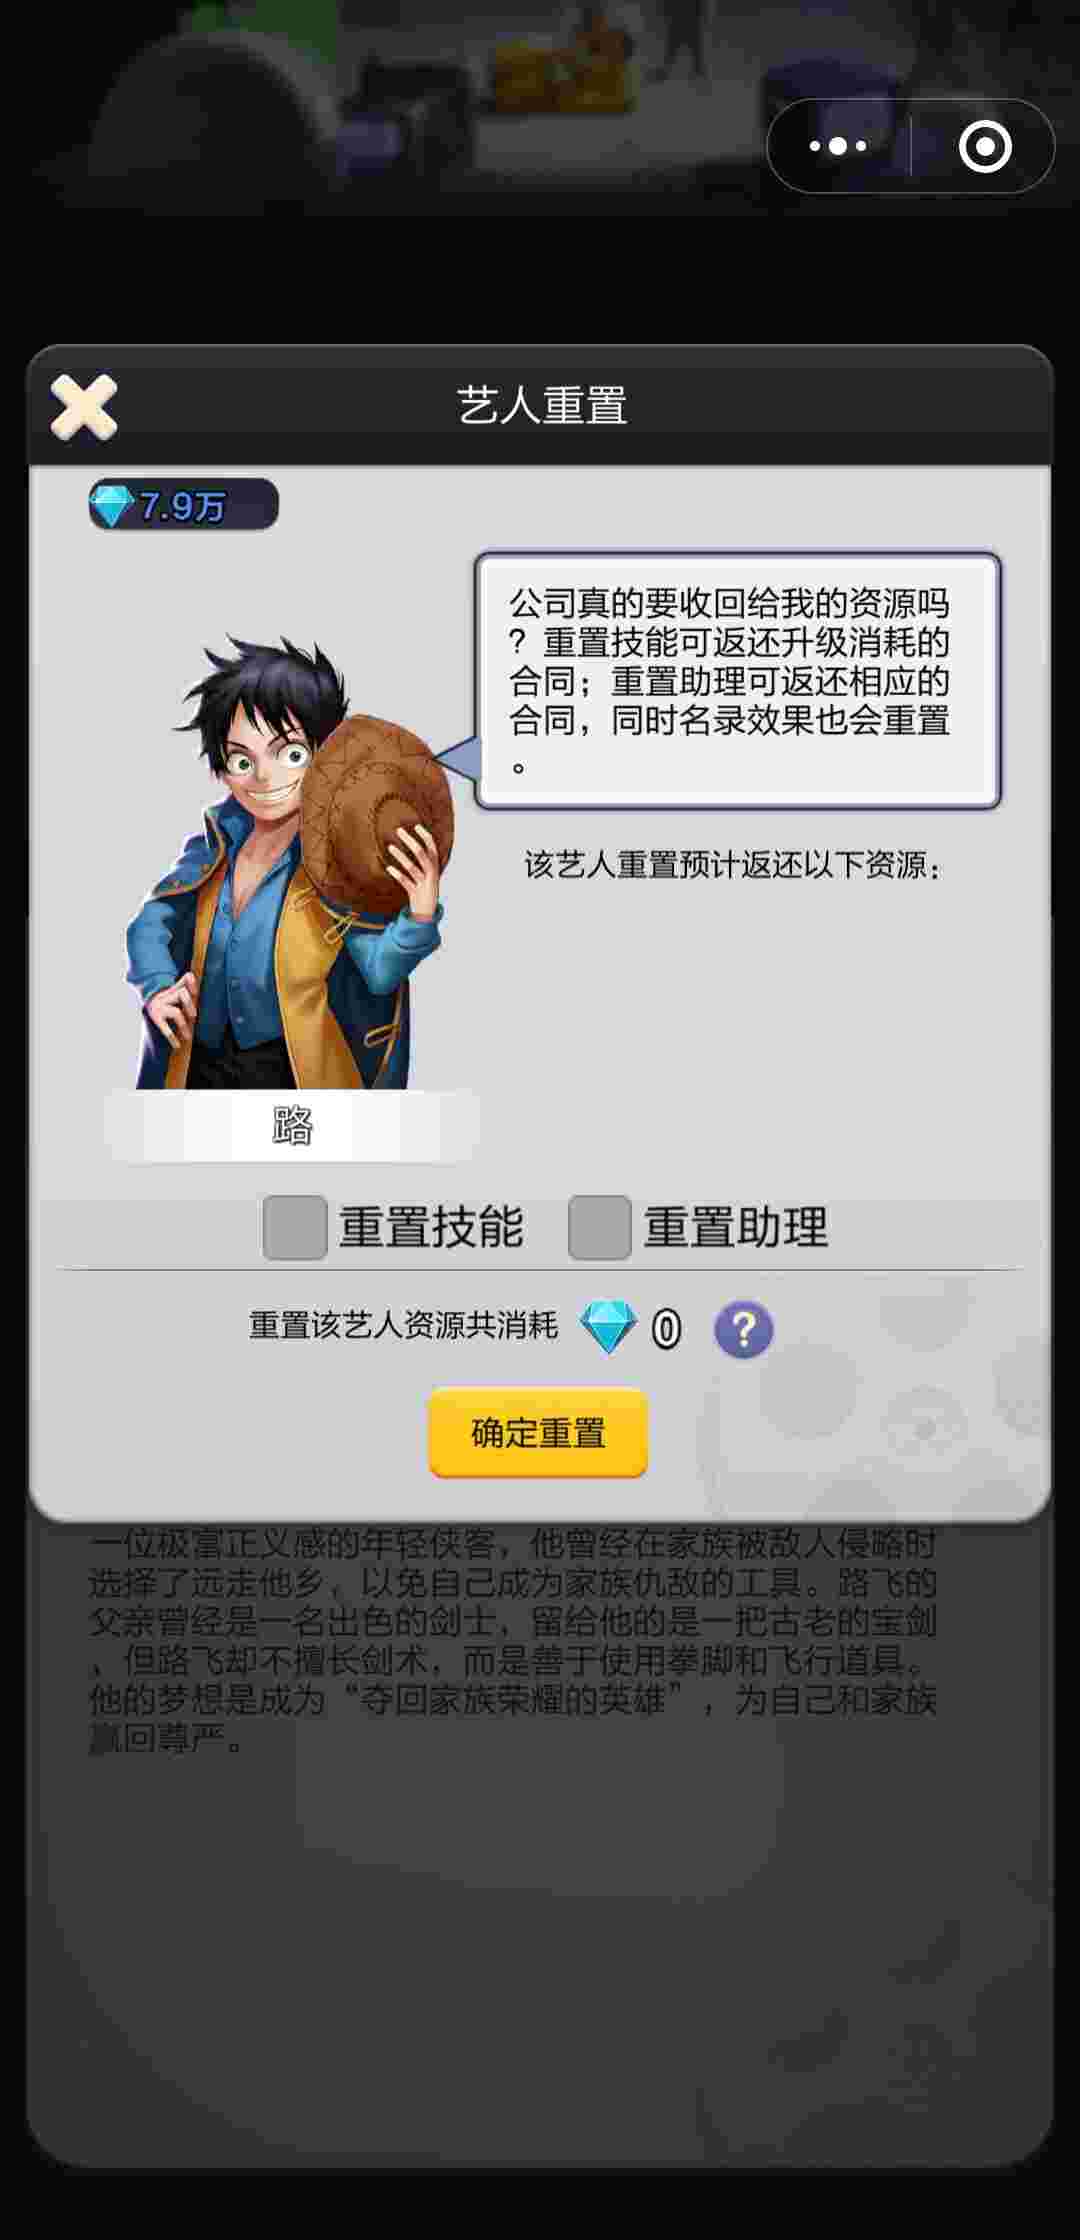 艺人重置
7.9万
公司真的要收回给我的资源吗
？重置技能可返还升级消耗的
合同；重置助理可返还相应的
合同，同时名录效果也会重置
。
该艺人重置预计返还以下资源：
路
重置技能
重置助理
重置该艺人资源共消耗 0 ?
确定重置
一位极富正义感的年轻侠客，他曾经在家族被敌人侵略时
选择了远走他乡，以免自己成为家族仇敌的工具。路飞的
父亲曾经是一名出色的剑士，留给他的是一把古老的宝剑
，但路飞却不擅长剑术，而是善于使用拳脚和飞行道具。
他的梦想是成为“夺回家族荣耀的英雄”，为自己和家族
赢回尊严。